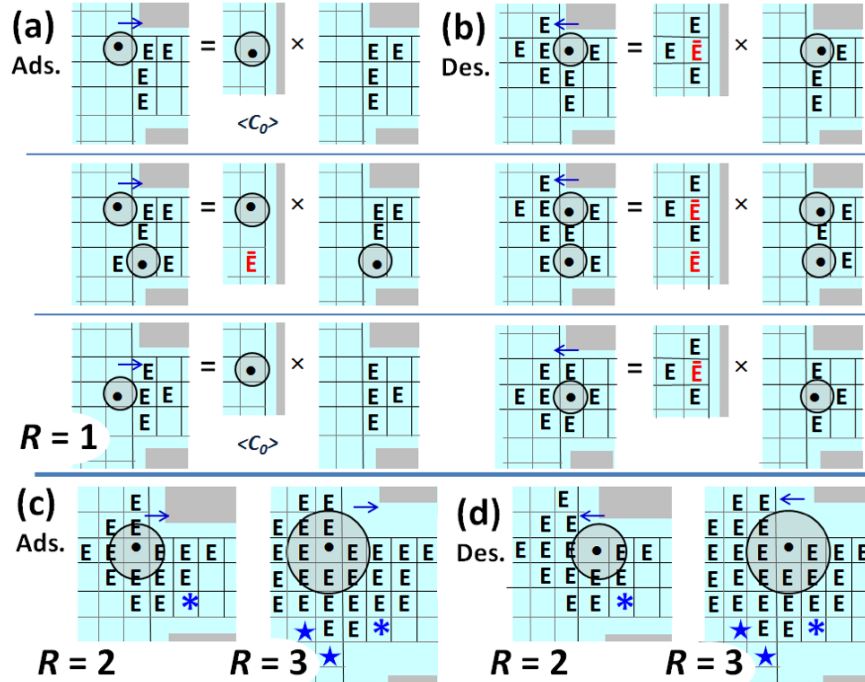 (a)
Ads.
E E = × E E
E E
E E
<C₀>
(b)
Des.
E E
E E E = E Ē × E
E E E E
E E
E E = Ē × E E
E E
E E E
E E E = E Ē × E
E E E E
E E Ē E
E = × E
E E E E
E E
<C₀>
R = 1
E E
E E = E Ē ×
E E E E E
E E
(c)
Ads.
E
E E
E E E E E E
E E E
E E *
R = 2
E E
E E E
E E E E E E E
E E E E E E
E E E E E E
★ E E *
★
R = 3
(d)
Des.
E
E E
E E E E
E E E E
E E *
R = 2
E E
E E E
E E E E E E
E E E E E E
E E E E E E
★ E E *
★
R = 3